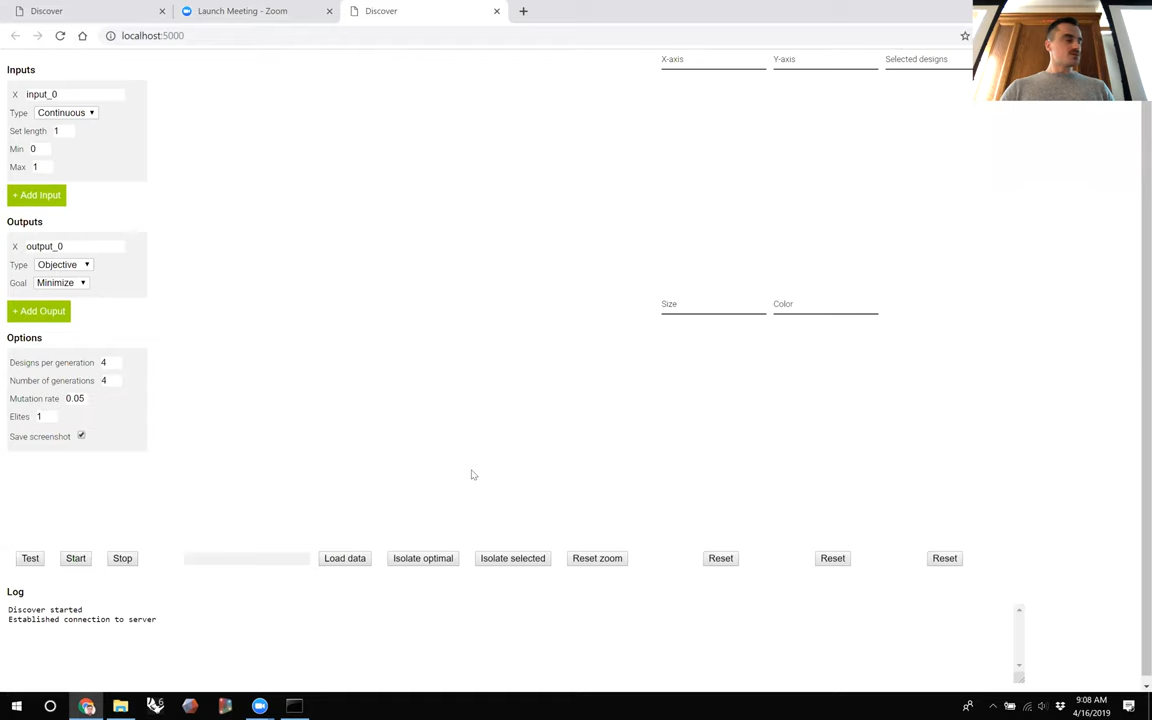 Discover
Launch Meeting - Zoom
Discover
localhost:5000
Inputs
X input_0
Type Continuous
Set length 1
Min 0
Max 1
+ Add Input
Outputs
X output_0
Type Objective
Goal Minimize
+ Add Ouput
Options
Designs per generation 4
Number of generations 4
Mutation rate 0.05
Elites 1
Save screenshot
X-axis Y-axis Selected designs
Size Color
Test Start Stop Load data Isolate optimal Isolate selected Reset zoom Reset Reset Reset
Log
Discover started
Established connection to server
9:08 AM
4/16/2019